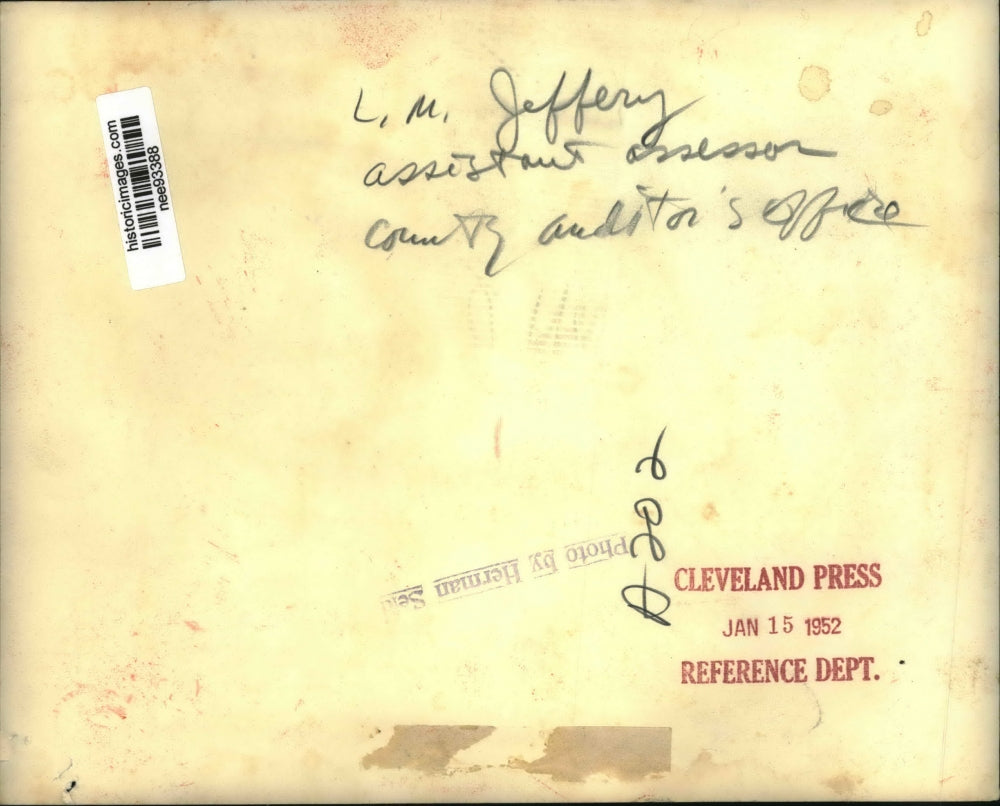 historicimages.com
nee93388
L. M. Jeffery
assistant assessor
county auditor's office
Photo by Herman
CLEVELAND PRESS
JAN 15 1952
REFERENCE DEPT.